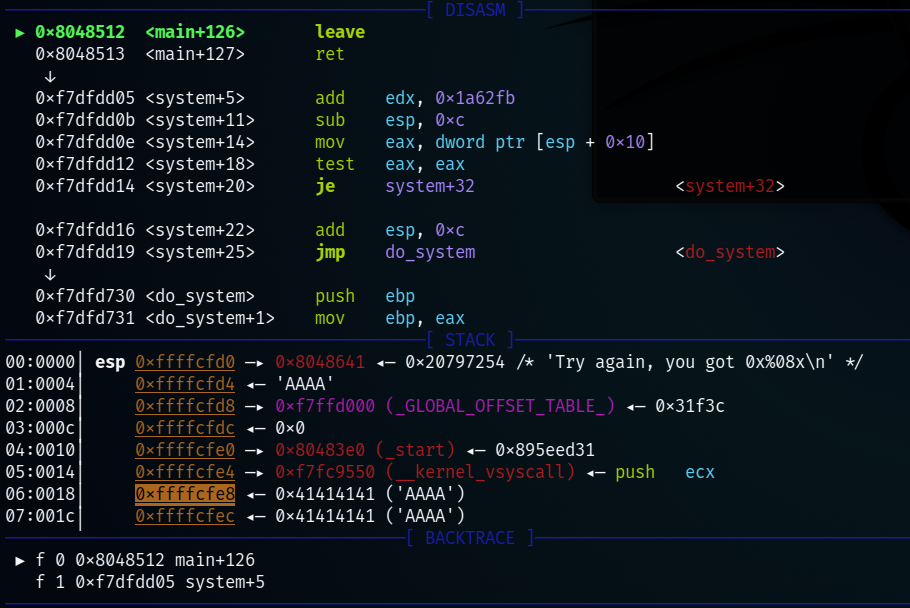 [ DISASM ]
► 0×8048512 <main+126> leave
0×8048513 <main+127> ret
↓
0×f7dfdd05 <system+5> add edx, 0×1a62fb
0×f7dfdd0b <system+11> sub esp, 0×c
0×f7dfdd0e <system+14> mov eax, dword ptr [esp + 0×10]
0×f7dfdd12 <system+18> test eax, eax
0×f7dfdd14 <system+20> je system+32 <system+32>
0×f7dfdd16 <system+22> add esp, 0×c
0×f7dfdd19 <system+25> jmp do_system <do_system>
↓
0×f7dfd730 <do_system> push ebp
0×f7dfd731 <do_system+1> mov ebp, eax
[ STACK ]
00:0000│ esp 0×ffffcfd0 —▸ 0×8048641 ◂— 0×20797254 /* 'Try again, you got 0x%08x\n' */
01:0004│ 0×ffffcfd4 ◂— 'AAAA'
02:0008│ 0×ffffcfd8 —▸ 0×f7ffd000 (_GLOBAL_OFFSET_TABLE_) ◂— 0×31f3c
03:000c│ 0×ffffcfdc ◂— 0×0
04:0010│ 0×ffffcfe0 —▸ 0×80483e0 (_start) ◂— 0×895eed31
05:0014│ 0×ffffcfe4 —▸ 0×f7fc9550 (__kernel_vsyscall) ◂— push ecx
06:0018│ 0×ffffcfe8 ◂— 0×41414141 ('AAAA')
07:001c│ 0×ffffcfec ◂— 0×41414141 ('AAAA')
[ BACKTRACE ]
► f 0 0×8048512 main+126
f 1 0×f7dfdd05 system+5